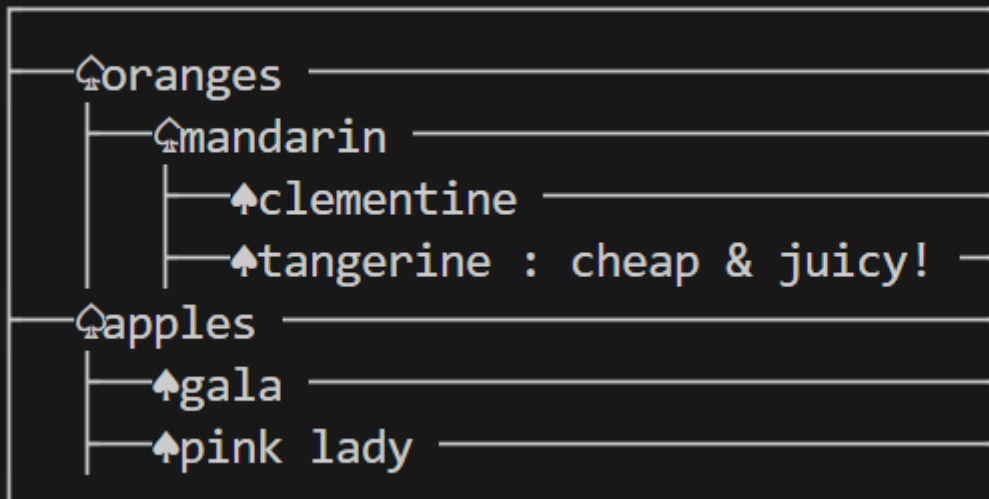 ♤oranges
♤mandarin
♠clementine
♠tangerine : cheap & juicy!
♤apples
♠gala
♠pink lady